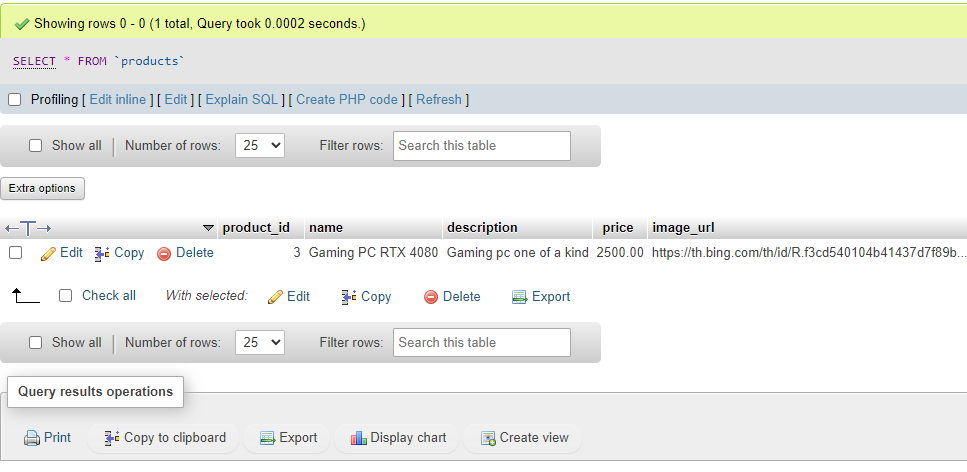 Showing rows 0 - 0 (1 total, Query took 0.0002 seconds.)
SELECT * FROM `products`
Profiling [ Edit inline ] [ Edit ] [ Explain SQL ] [ Create PHP code ] [ Refresh ]
Show all Number of rows: 25 Filter rows: Search this table
Extra options
product_id name description price image_url
Edit Copy Delete 3 Gaming PC RTX 4080 Gaming pc one of a kind 2500.00 https://th.bing.com/th/id/R.f3cd540104b41437d7f89b...
Check all With selected: Edit Copy Delete Export
Show all Number of rows: 25 Filter rows: Search this table
Query results operations
Print Copy to clipboard Export Display chart Create view